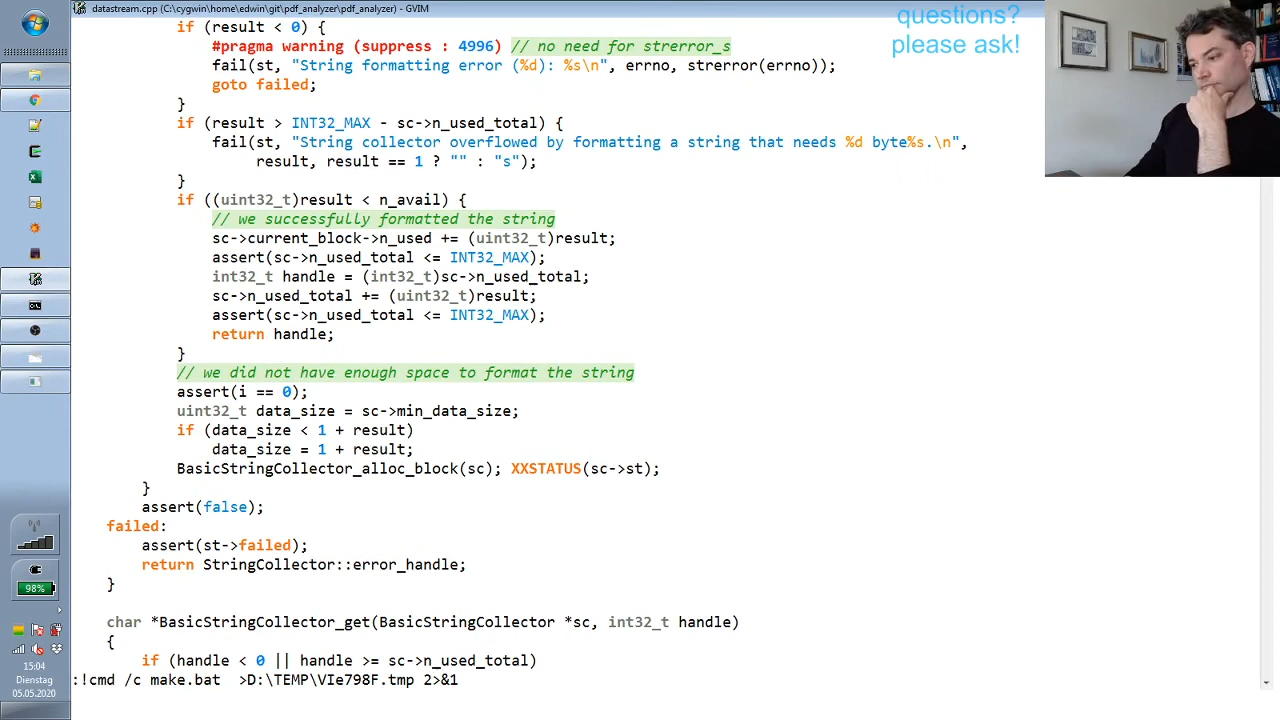 datastream.cpp (C:\cygwin\home\edwin\git\pdf_analyzer\pdf_analyzer) - GVIM
questions?
please ask!
if (result < 0) {
#pragma warning (suppress : 4996) // no need for strerror_s
fail(st, "String formatting error (%d): %s\n", errno, strerror(errno));
goto failed;
}
if (result > INT32_MAX - sc->n_used_total) {
fail(st, "String collector overflowed by formatting a string that needs %d byte%s.\n",
result, result == 1 ? "" : "s");
}
if ((uint32_t)result < n_avail) {
// we successfully formatted the string
sc->current_block->n_used += (uint32_t)result;
assert(sc->n_used_total <= INT32_MAX);
int32_t handle = (int32_t)sc->n_used_total;
sc->n_used_total += (uint32_t)result;
assert(sc->n_used_total <= INT32_MAX);
return handle;
}
// we did not have enough space to format the string
assert(i == 0);
uint32_t data_size = sc->min_data_size;
if (data_size < 1 + result)
data_size = 1 + result;
BasicStringCollector_alloc_block(sc); XXSTATUS(sc->st);
}
assert(false);
failed:
assert(st->failed);
return StringCollector::error_handle;
}
char *BasicStringCollector_get(BasicStringCollector *sc, int32_t handle)
{
if (handle < 0 || handle >= sc->n_used_total)
:!cmd /c make.bat  >D:\TEMP\VIe798F.tmp 2>&1
98%
15:04
Dienstag
05.05.2020